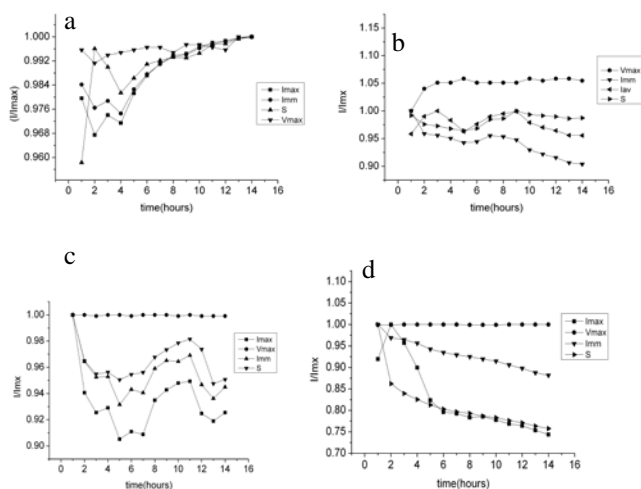 a
1.000
0.992
0.984
0.976
0.968
0.960
(I/Imax)
0 2 4 6 8 10 12 14 16
time(hours)
Imax
Imm
S
Vmax
b
1.15
1.10
1.05
1.00
0.95
0.90
I/Imx
0 2 4 6 8 10 12 14 16
time(hours)
Vmax
Imm
Iav
S
c
1.00
0.98
0.96
0.94
0.92
0.90
I/Imx
0 2 4 6 8 10 12 14 16
time(hours)
Imax
Vmax
Imm
S
d
1.10
1.05
1.00
0.95
0.90
0.85
0.80
0.75
0.70
I/Imx
0 2 4 6 8 10 12 14 16
time(hours)
Imax
Vmax
Imm
S